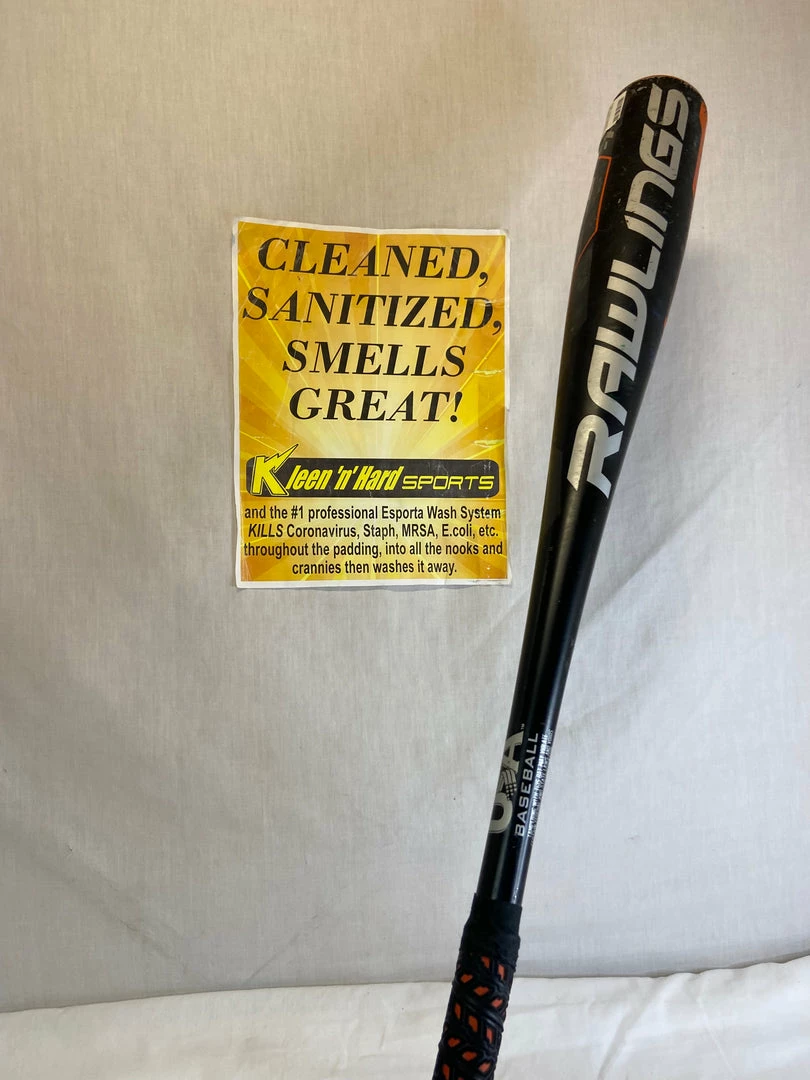 CLEANED,
SANITIZED,
SMELLS
GREAT!
Kleen 'n' Hard SPORTS
and the #1 professional Esporta Wash System
KILLS Coronavirus, Staph, MRSA, E.coli, etc.
throughout the padding, into all the nooks and
crannies then washes it away.
RAWLINGS
USA
BASEBALL